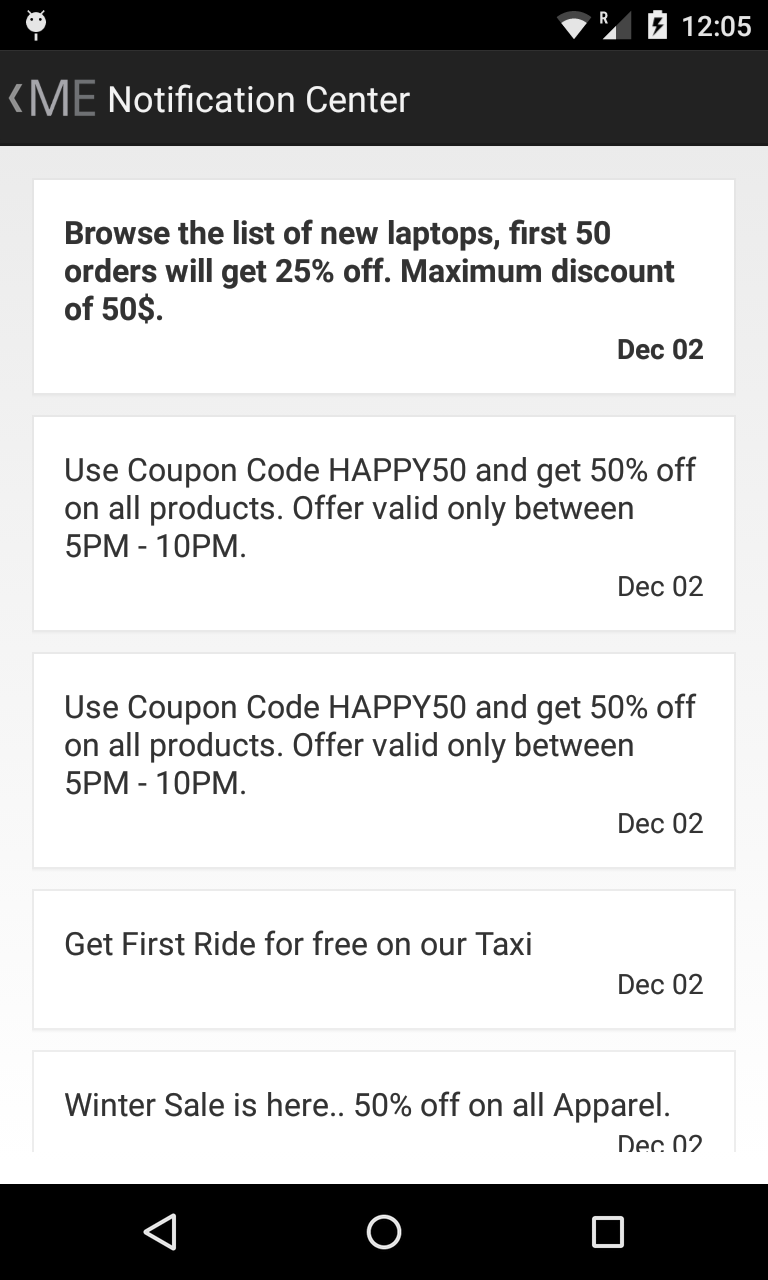 R
12:05
ME Notification Center
Browse the list of new laptops, first 50
orders will get 25% off. Maximum discount
of 50$.
Dec 02
Use Coupon Code HAPPY50 and get 50% off
on all products. Offer valid only between
5PM - 10PM.
Dec 02
Use Coupon Code HAPPY50 and get 50% off
on all products. Offer valid only between
5PM - 10PM.
Dec 02
Get First Ride for free on our Taxi
Dec 02
Winter Sale is here.. 50% off on all Apparel.
Dec 02